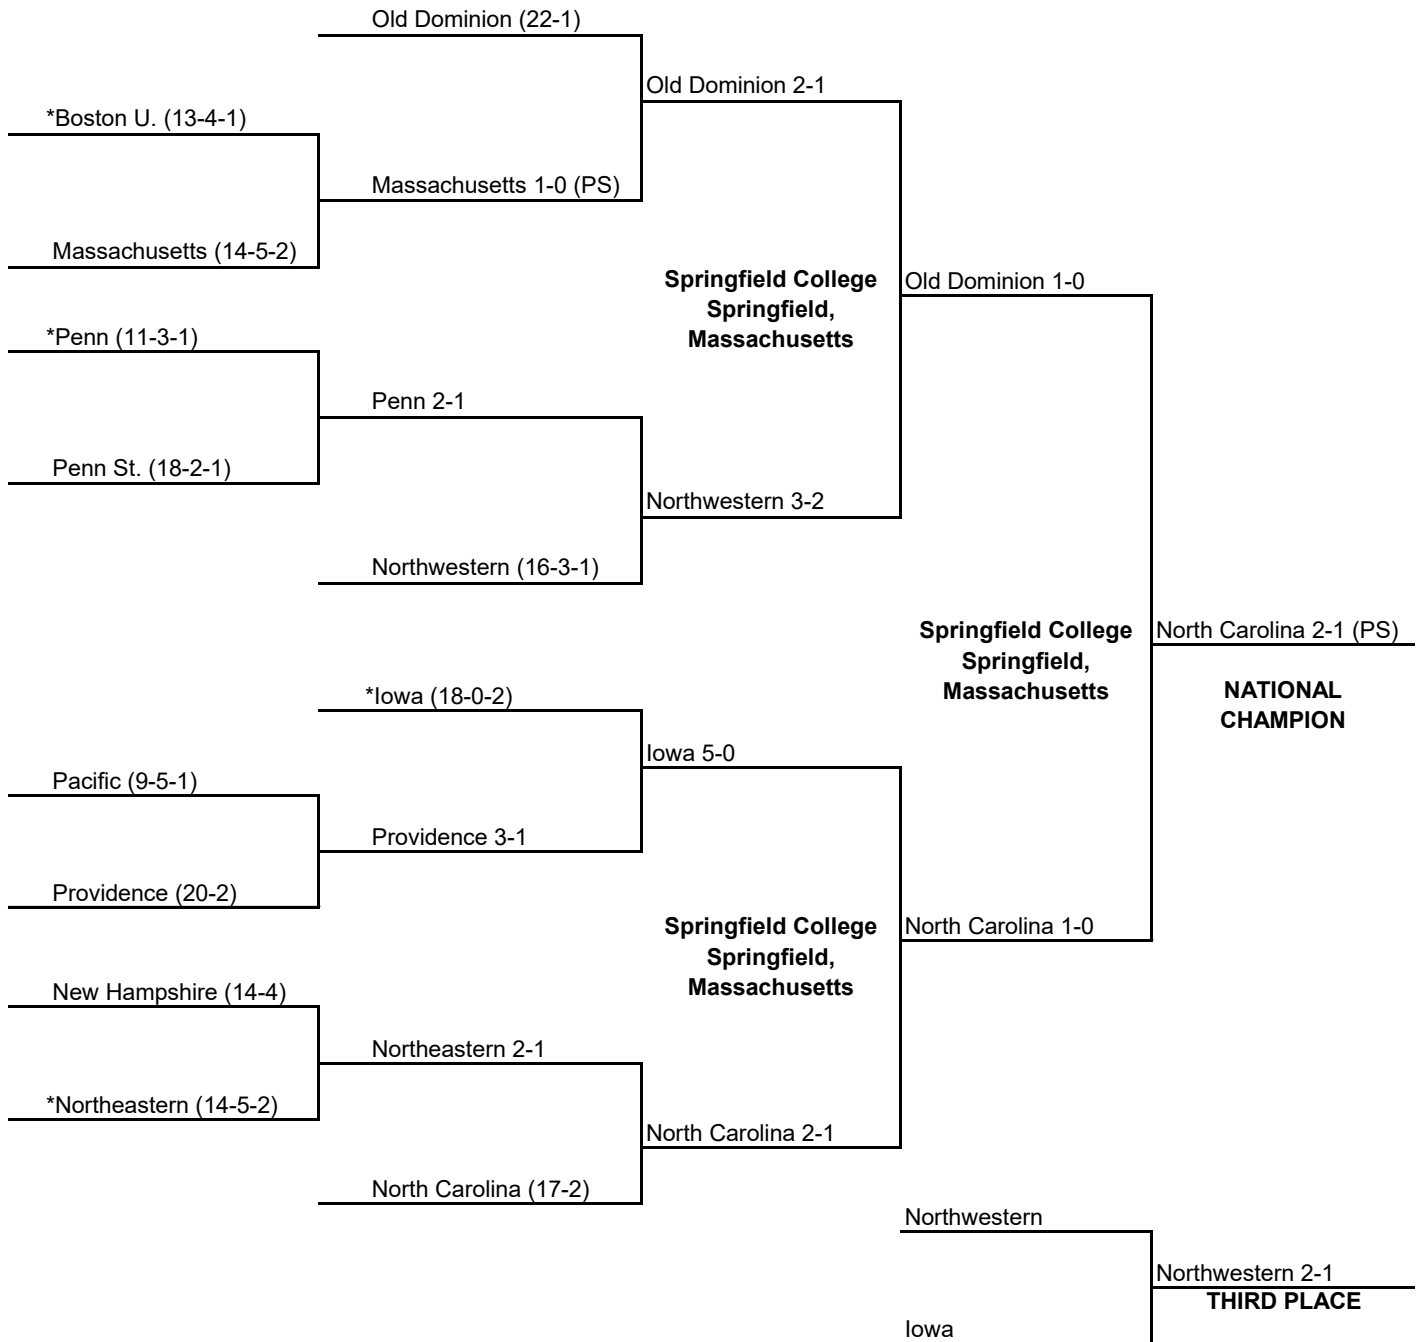 Old Dominion (22-1)
Old Dominion 2-1
*Boston U. (13-4-1)
Massachusetts 1-0 (PS)
Massachusetts (14-5-2)
Springfield College
Springfield,
Massachusetts
Old Dominion 1-0
*Penn (11-3-1)
Penn 2-1
Penn St. (18-2-1)
Northwestern 3-2
Northwestern (16-3-1)
Springfield College
Springfield,
Massachusetts
North Carolina 2-1 (PS)
NATIONAL
CHAMPION
*Iowa (18-0-2)
Iowa 5-0
Pacific (9-5-1)
Providence 3-1
Providence (20-2)
Springfield College
Springfield,
Massachusetts
North Carolina 1-0
New Hampshire (14-4)
Northeastern 2-1
*Northeastern (14-5-2)
North Carolina 2-1
North Carolina (17-2)
Northwestern
Northwestern 2-1
THIRD PLACE
Iowa